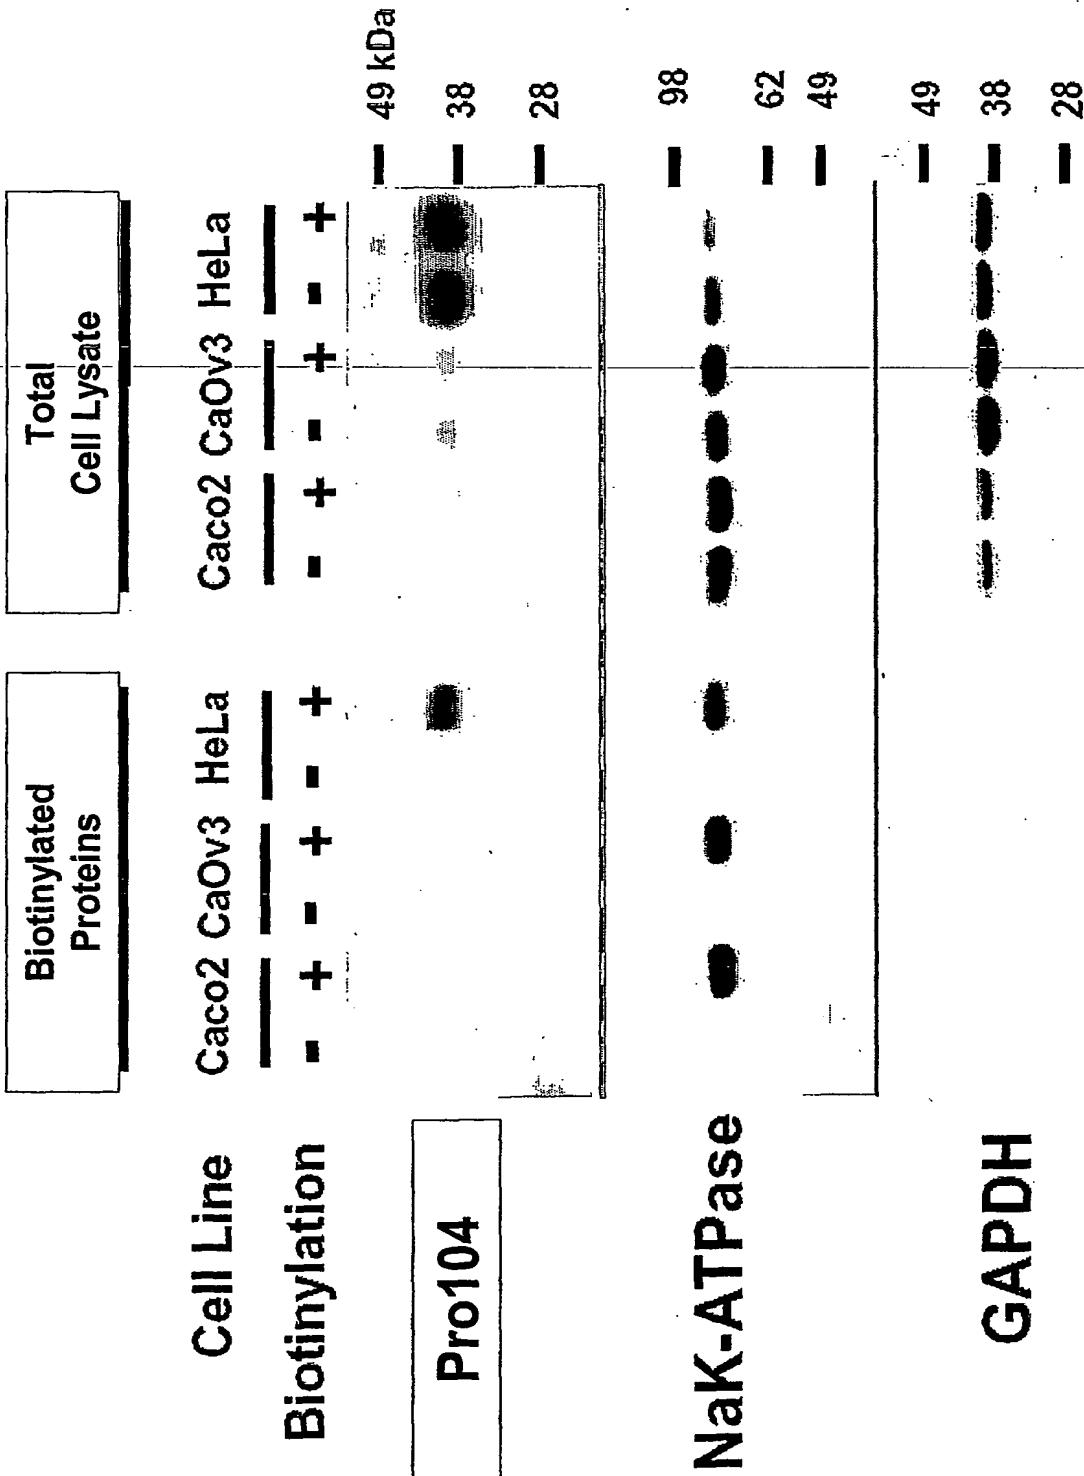 Biotinylated
Proteins
Total
Cell Lysate
Cell Line
Caco2 CaOv3 HeLa
Caco2 CaOv3 HeLa
Biotinylation
- + - + - +
- + - + - +
Pro104
49 kDa
38
28
NaK-ATPase
98
62
49
GAPDH
49
38
28